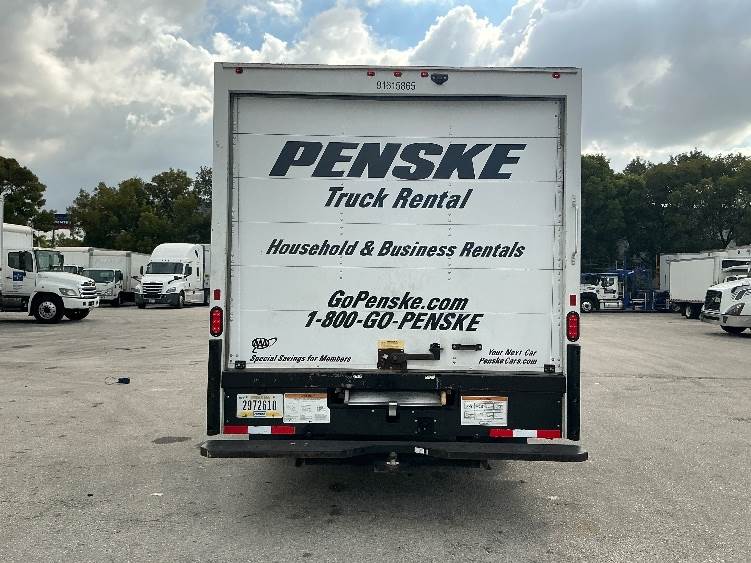 91615865
PENSKE
Truck Rental
Household & Business Rentals
GoPenske.com
1-800-GO-PENSKE
AAA
Special Savings for Members
Your Next Car
PenskeCars.com
2972610